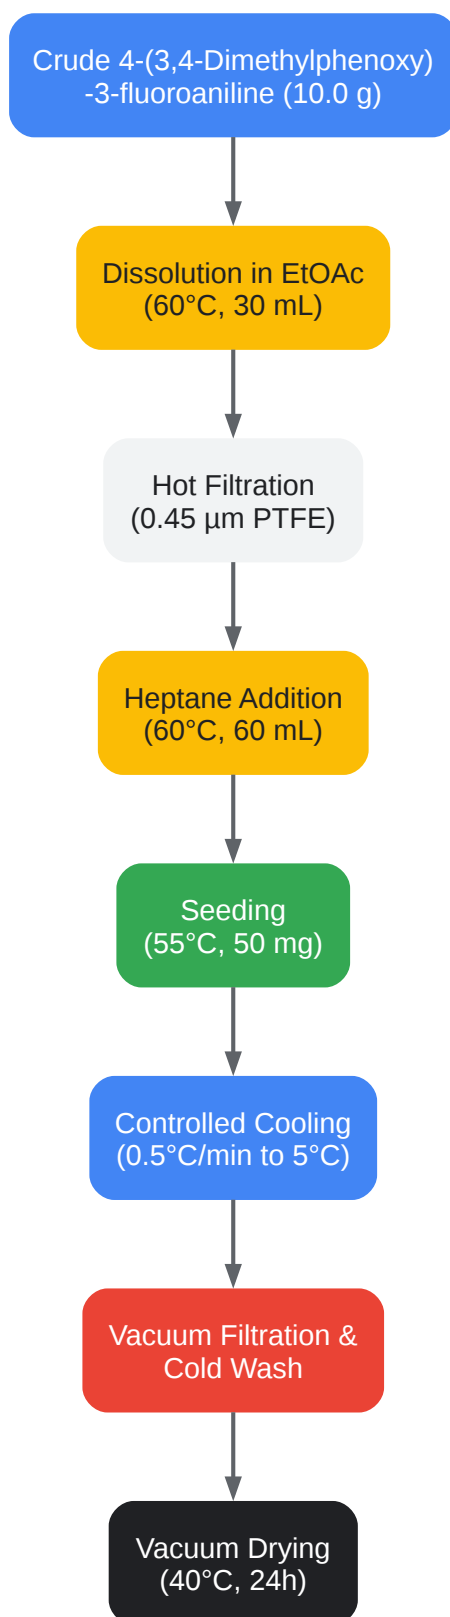 Crude 4-(3,4-Dimethylphenoxy)
-3-fluoroaniline (10.0 g)
Dissolution in EtOAc
(60°C, 30 mL)
Hot Filtration
(0.45 µm PTFE)
Heptane Addition
(60°C, 60 mL)
Seeding
(55°C, 50 mg)
Controlled Cooling
(0.5°C/min to 5°C)
Vacuum Filtration &
Cold Wash
Vacuum Drying
(40°C, 24h)